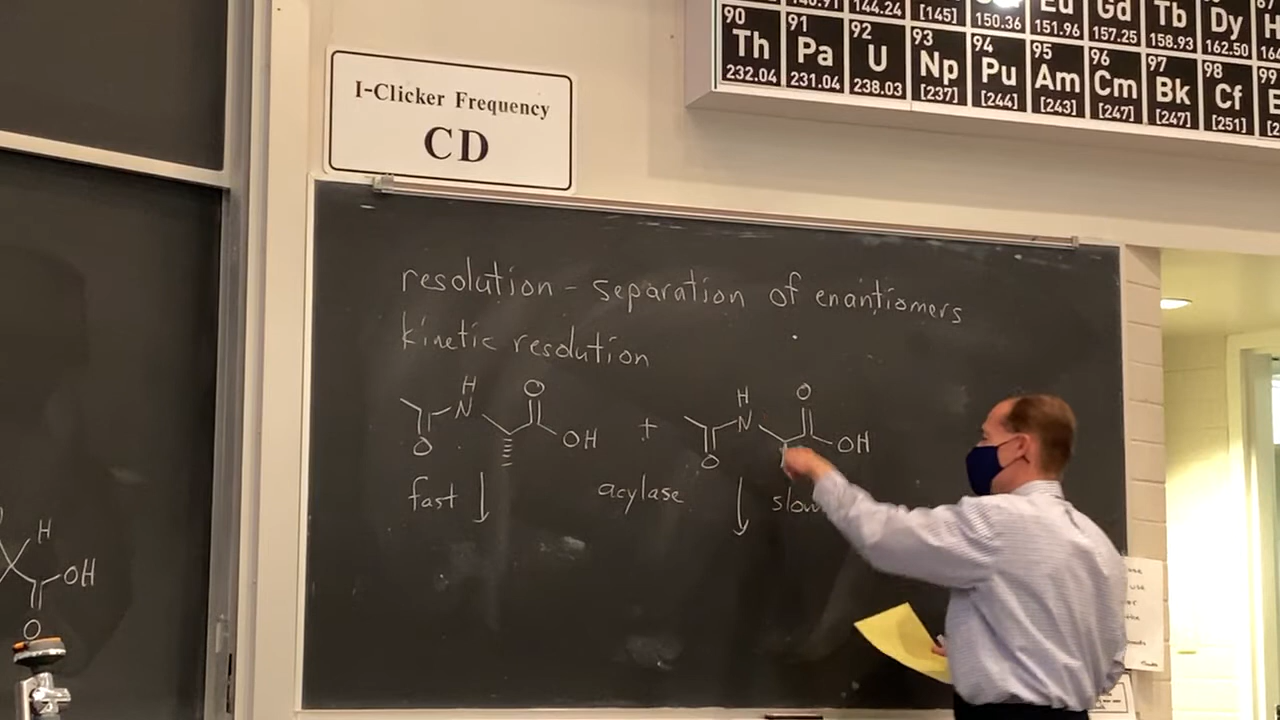 144.24 [145] 150.36 151.96 157.25 158.93 162.50
Eu Gd Tb Dy
90 91 92 93 94 95 96 97 98 99
Th Pa U Np Pu Am Cm Bk Cf
232.04 231.04 238.03 [237] [244] [243] [247] [247] [251]
I-Clicker Frequency
CD
resolution - separation of enantiomers
kinetic resolution
H O H O
N N
OH + OH
O O
fast acylase slow
H
OH
O